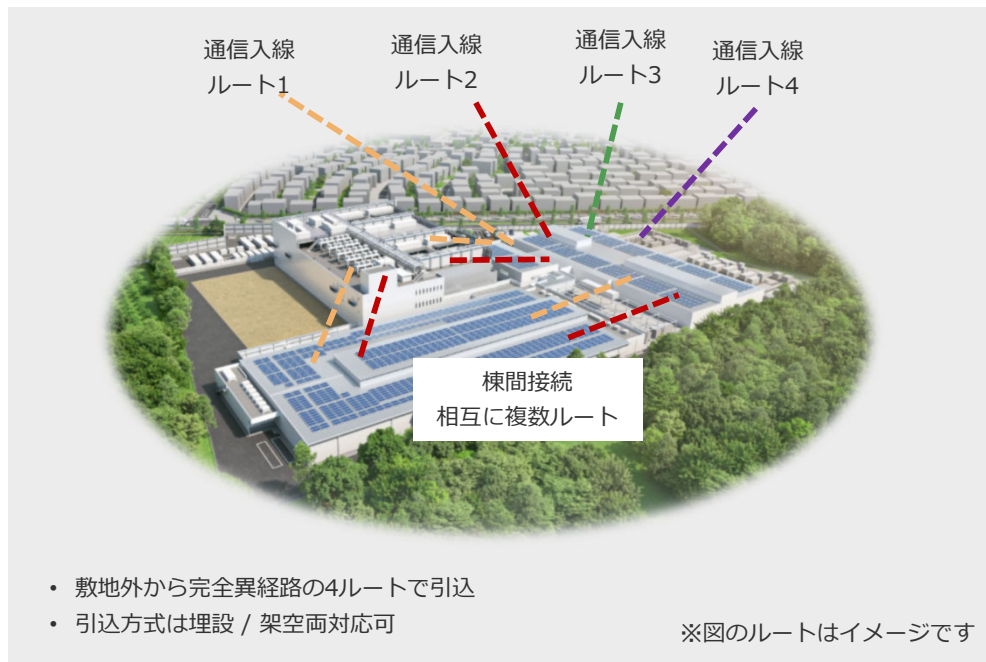 通信入線
ルート1
通信入線
ルート2
通信入線
ルート3
通信入線
ルート4
棟間接続
相互に複数ルート
• 敷地外から完全異経路の4ルートで引込
• 引込方式は埋設 / 架空両対応可
※図のルートはイメージです